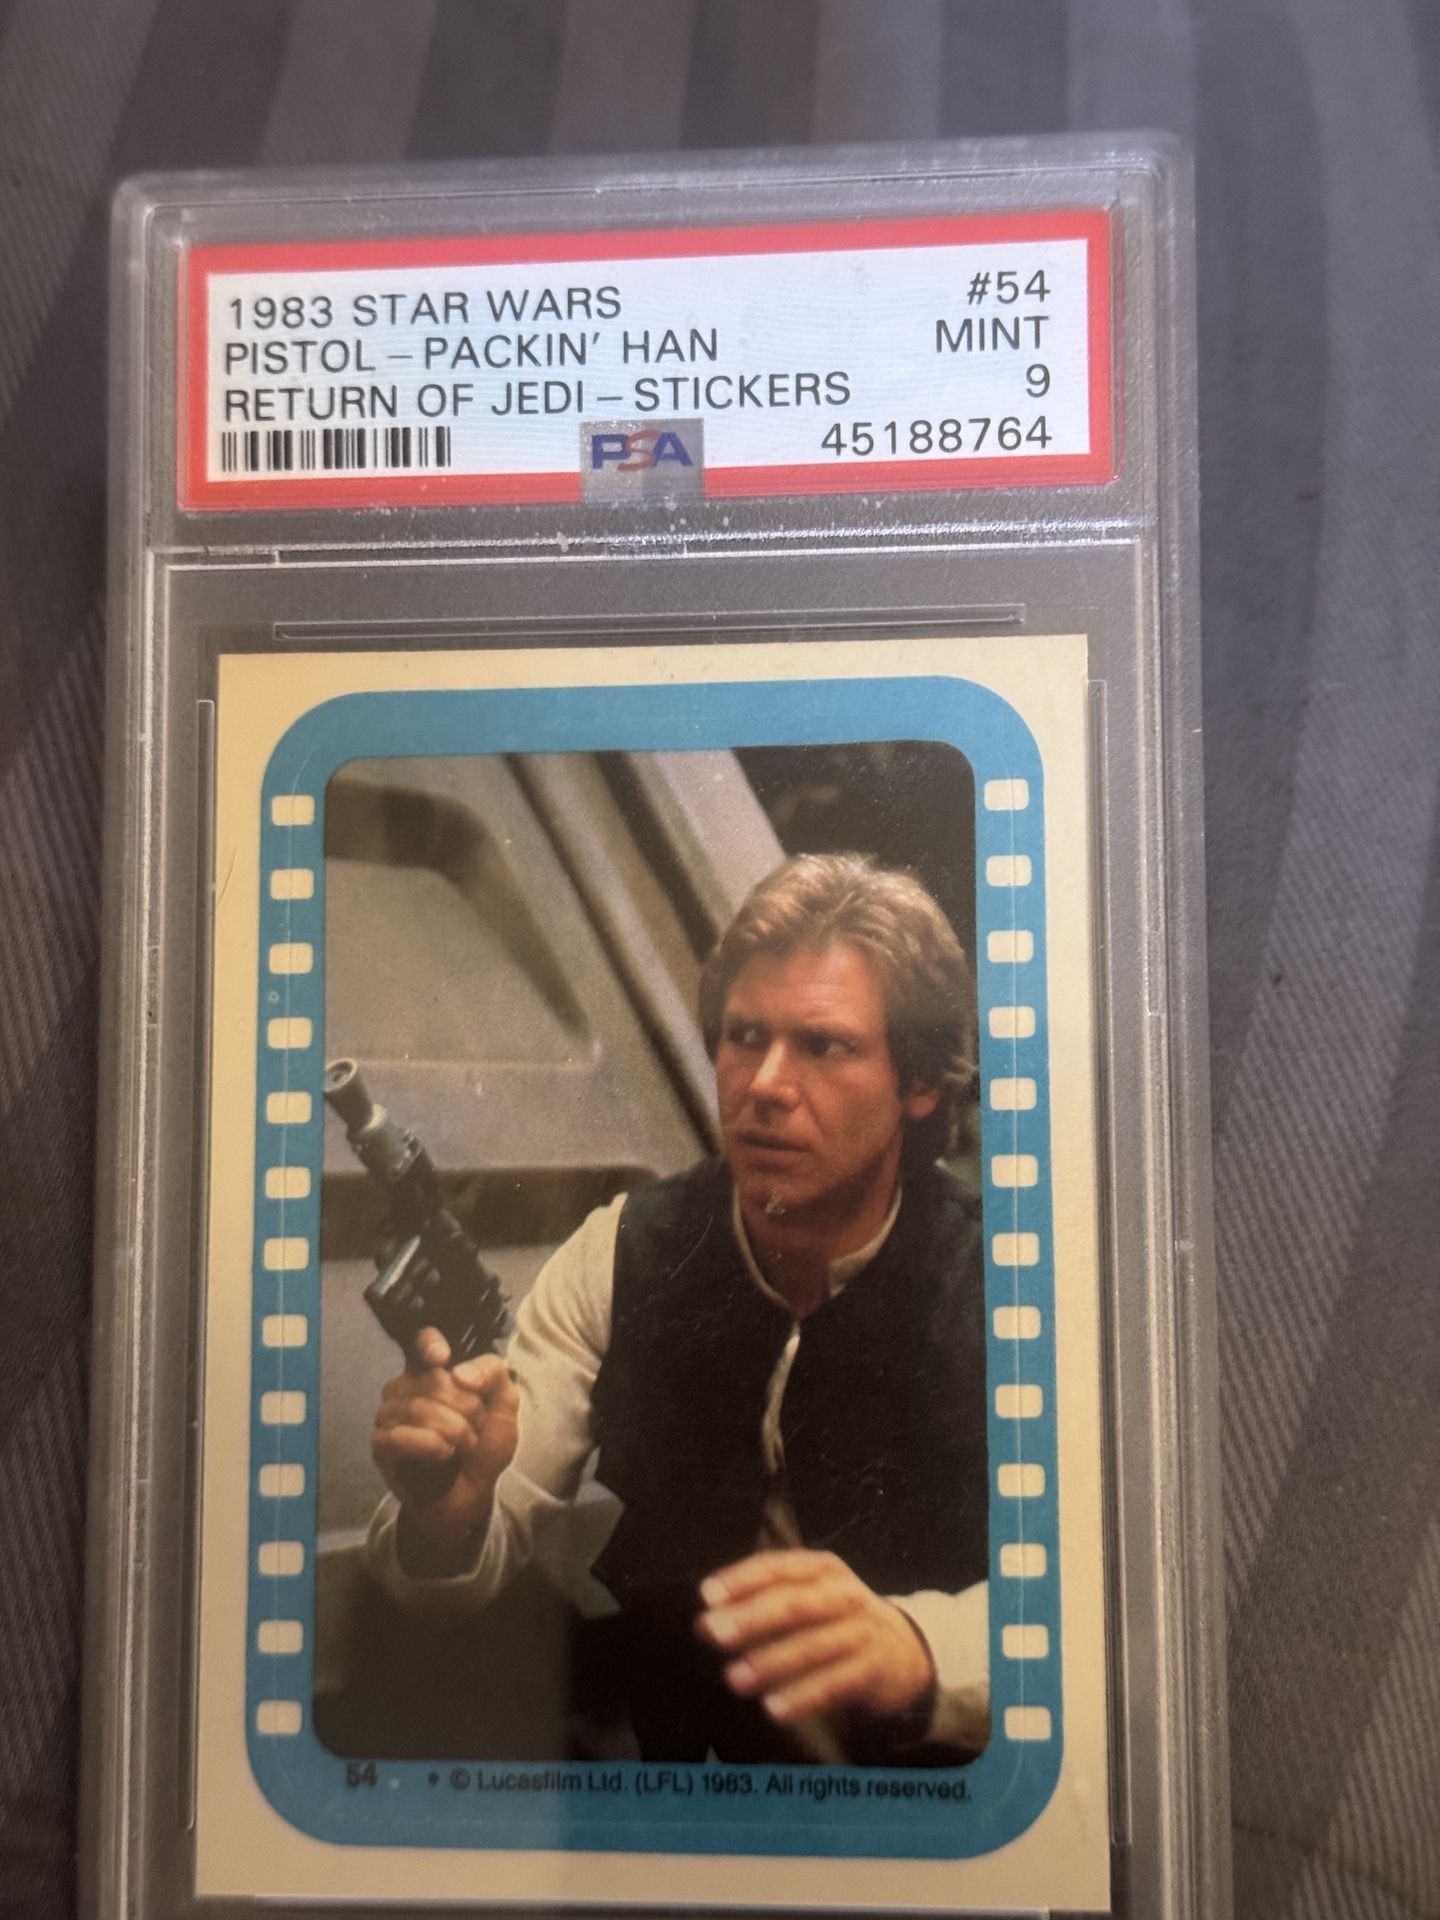 1983 STAR WARS #54
PISTOL – PACKIN' HAN MINT
RETURN OF JEDI – STICKERS 9
PSA 45188764
54 • © Lucasfilm Ltd. (LFL) 1983. All rights reserved.